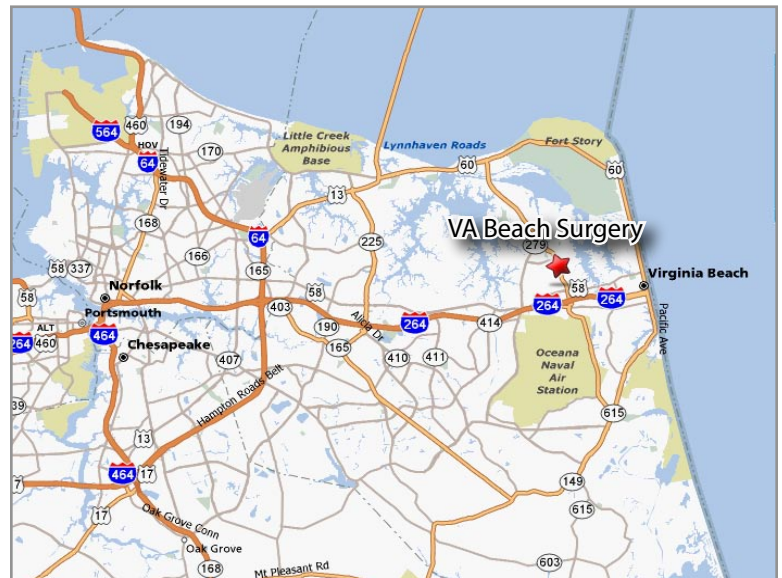 460
564
194
HOV
64
170
Tidewater Dr
Little Creek
Amphibious
Base
Lynnhaven Roads
Fort Story
60
60
13
168
VA Beach Surgery
279
64
225
166
58
337
165
58
Virginia Beach
Norfolk
58
58
264
264
403
Portsmouth
ALT
464
190
Alicia Dr
264
414
Pacific Ave
264
460
165
Chesapeake
407
410
411
Oceana
Naval
Air
Station
39
Hampton Roads Belt
615
13
464
17
149
7
17
615
Oak Grove Conn
Oak Grove
168
Mt Pleasant Rd
603